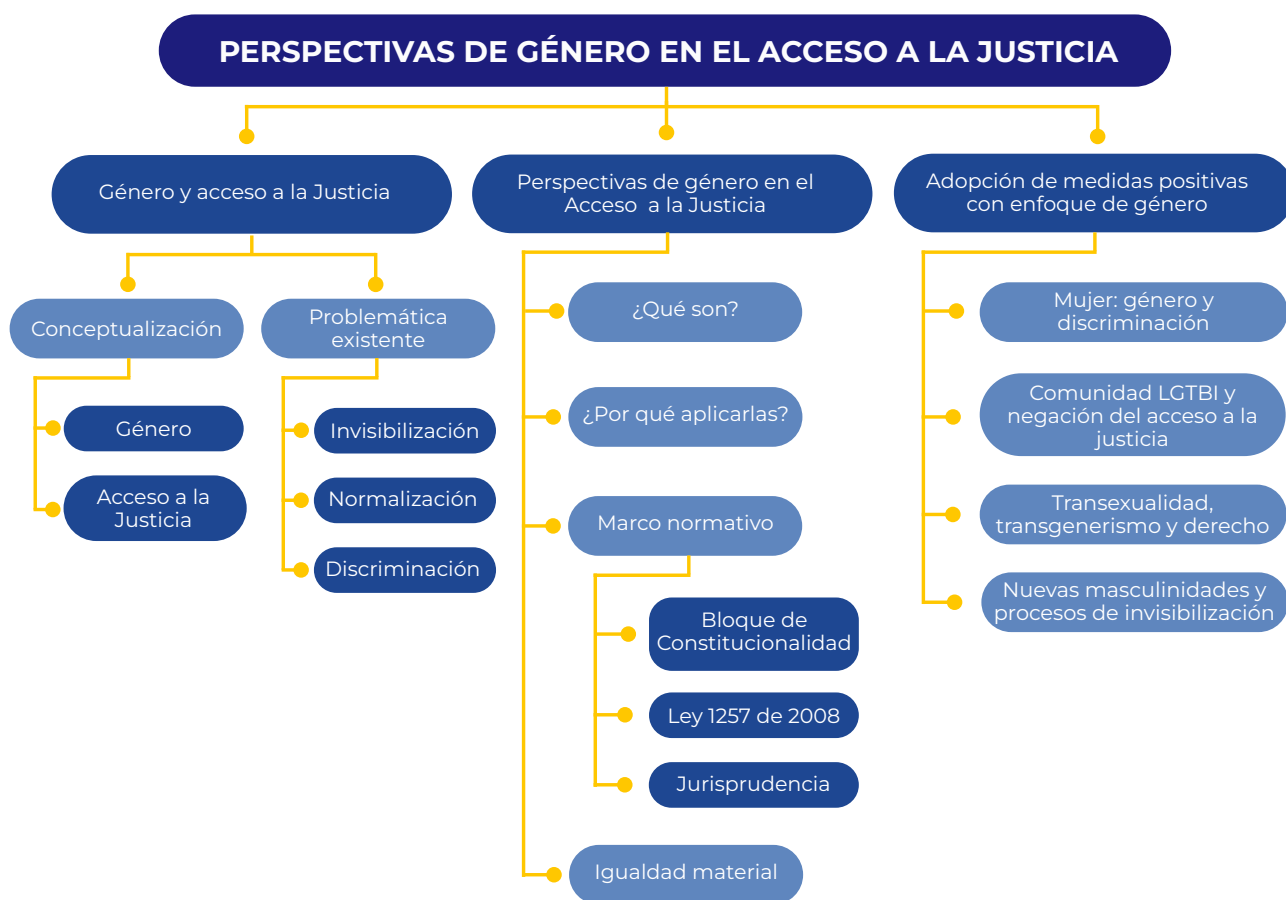 PERSPECTIVAS DE GÉNERO EN EL ACCESO A LA JUSTICIA
Género y acceso a la Justicia
Conceptualización
Género
Acceso a la
Justicia
Problemática
existente
Invisibilización
Normalización
Discriminación
Perspectivas de género en el
Acceso a la Justicia
¿Qué son?
¿Por qué aplicarlas?
Marco normativo
Bloque de
Constitucionalidad
Ley 1257 de 2008
Jurisprudencia
Igualdad material
Adopción de medidas positivas
con enfoque de género
Mujer: género y
discriminación
Comunidad LGTBI y
negación del acceso a la
justicia
Transexualidad,
transgenerismo y derecho
Nuevas masculinidades y
procesos de invisibilización